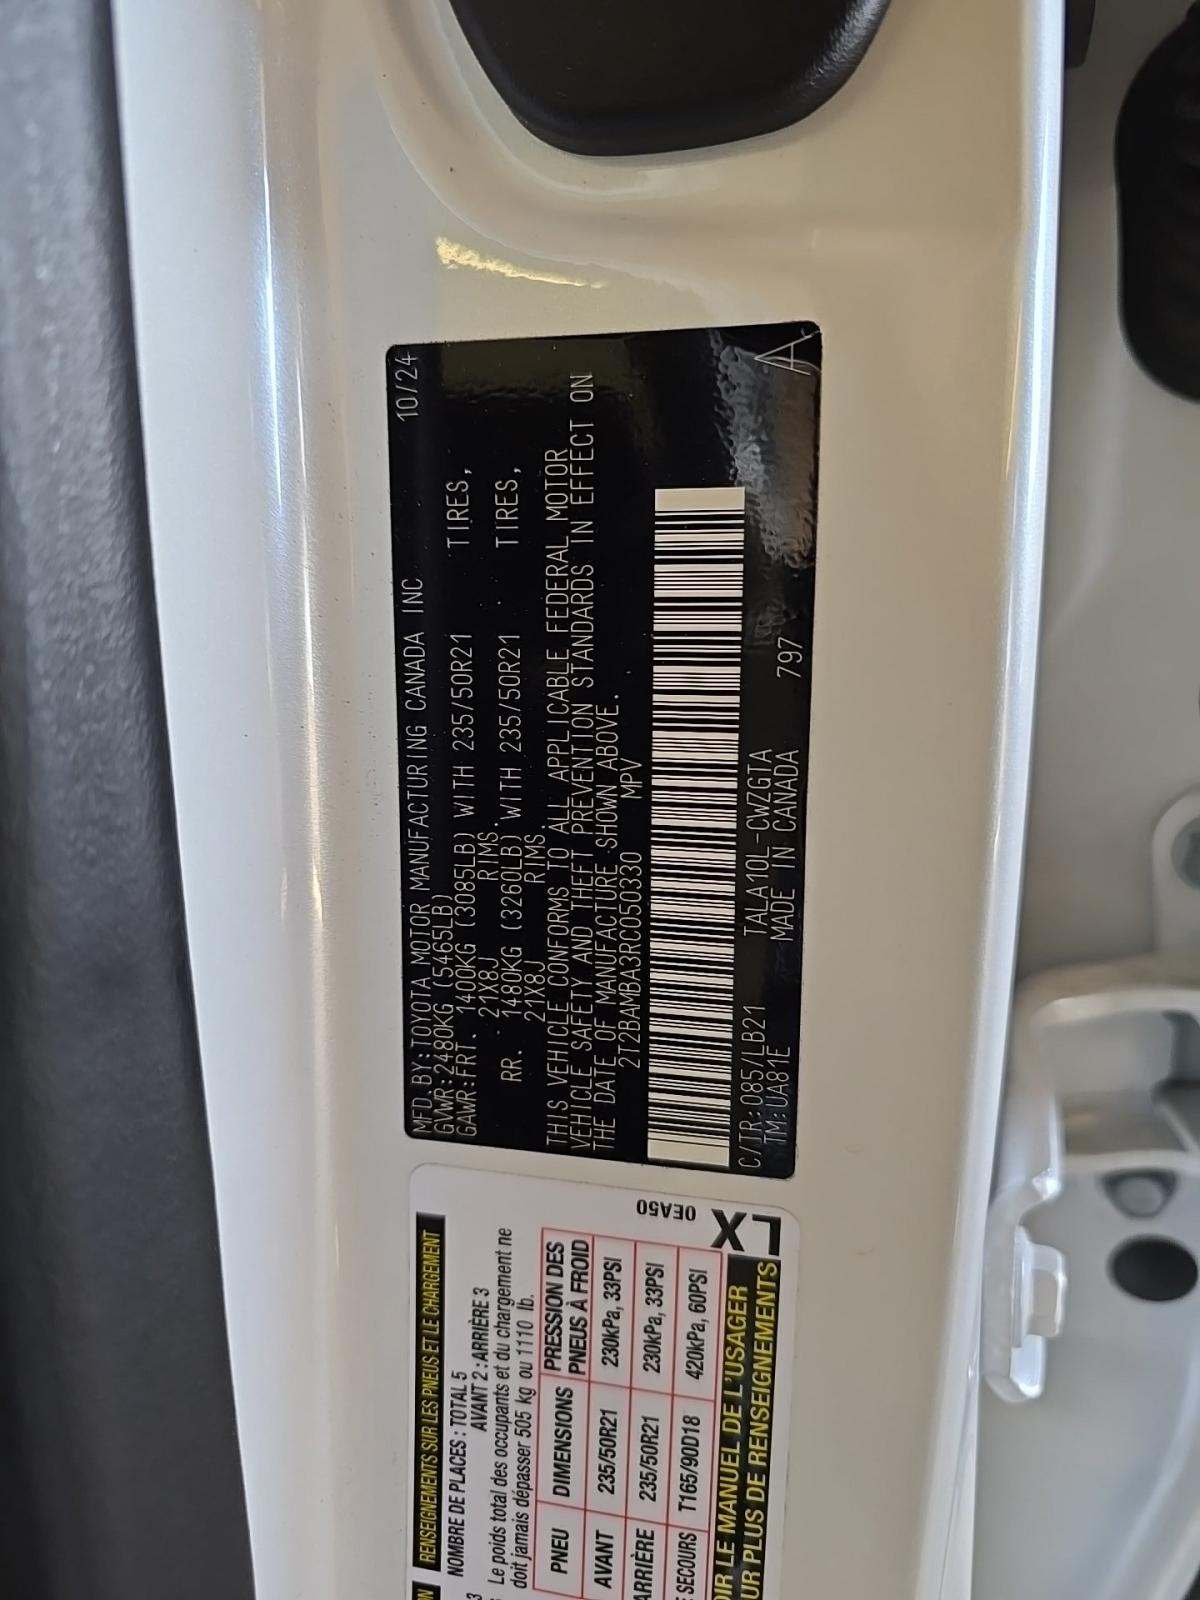 MFD.BY:TOYOTA MOTOR MANUFACTURING CANADA INC 10/24
GVWR:2480KG (5465LB)
GAWR:FRT. 1400KG (3085LB) WITH 235/50R21 TIRES,
21X8J RIMS.
RR. 1480KG (3260LB) WITH 235/50R21 TIRES,
21X8J RIMS.
THIS VEHICLE CONFORMS TO ALL APPLICABLE FEDERAL MOTOR
VEHICLE SAFETY AND THEFT PREVENTION STANDARDS IN EFFECT ON
THE DATE OF MANUFACTURE SHOWN ABOVE.
2T2BAMBA3RC050330 MPV
C/TR:085/LB21 TALA10L-CWZGTA
TM:UA81E MADE IN CANADA 797
A
RENSEIGNEMENTS SUR LES PNEUS ET LE CHARGEMENT
NOMBRE DE PLACES : TOTAL 5
AVANT 2 : ARRIÈRE 3
Le poids total des occupants et du chargement ne
doit jamais dépasser 505 kg ou 1110 lb.
PNEU DIMENSIONS PRESSION DES PNEUS À FROID
AVANT 235/50R21 230kPa, 33PSI
ARRIÈRE 235/50R21 230kPa, 33PSI
SECOURS T165/90D18 420kPa, 60PSI
0EA50
LX
LE MANUEL DE L'USAGER
PLUS DE RENSEIGNEMENTS